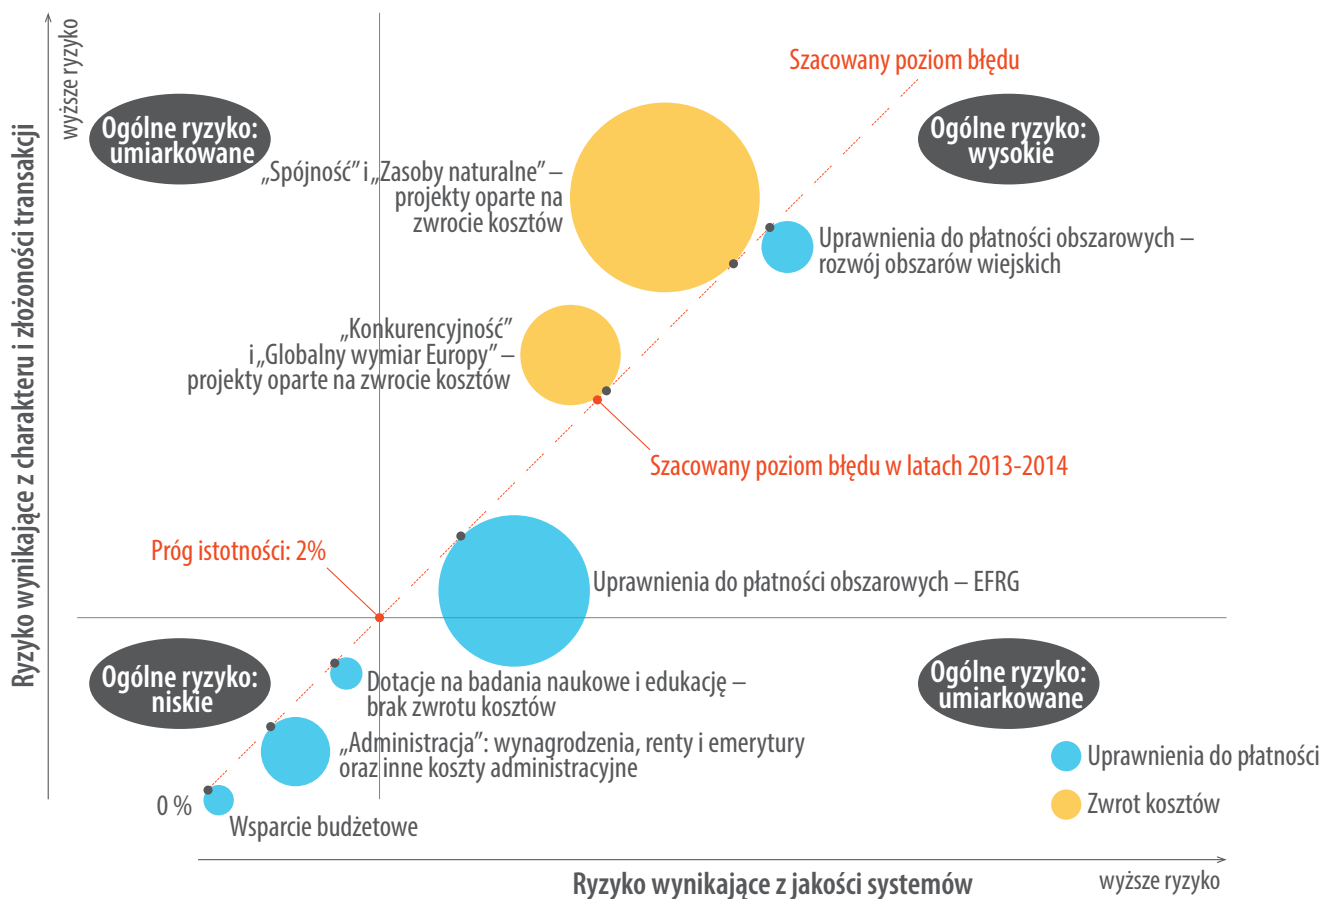 Ryzyko wynikające z charakteru i złożoności transakcji
wyższe ryzyko
Szacowany poziom błędu
Ogólne ryzyko:
umiarkowane
Ogólne ryzyko:
wysokie
„Spójność” i „Zasoby naturalne” –
projekty oparte na
zwrocie kosztów
Uprawnienia do płatności obszarowych –
rozwój obszarów wiejskich
„Konkurencyjność”
i „Globalny wymiar Europy” –
projekty oparte na zwrocie kosztów
Szacowany poziom błędu w latach 2013-2014
Próg istotności: 2%
Uprawnienia do płatności obszarowych – EFRG
Ogólne ryzyko:
niskie
Dotacje na badania naukowe i edukację –
brak zwrotu kosztów
Ogólne ryzyko:
umiarkowane
„Administracja”: wynagrodzenia, renty i emerytury
oraz inne koszty administracyjne
Uprawnienia do płatności
Zwrot kosztów
0 %
Wsparcie budżetowe
Ryzyko wynikające z jakości systemów
wyższe ryzyko